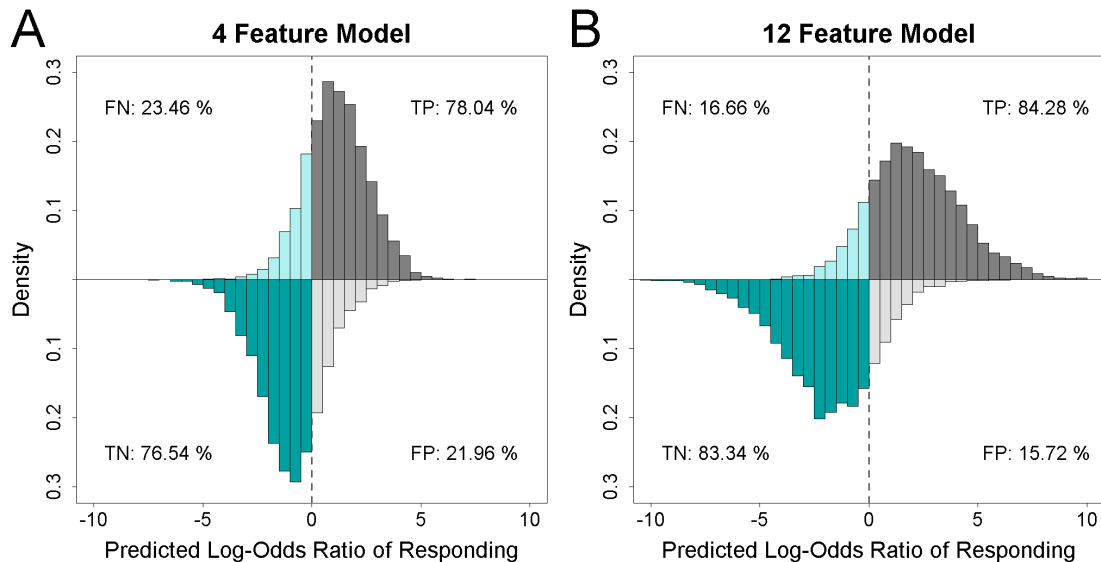 A
4 Feature Model
0.3
0.2
0.1
0.1
0.2
0.3
Density
FN: 23.46 %
TP: 78.04 %
TN: 76.54 %
FP: 21.96 %
-10
-5
0
5
10
Predicted Log-Odds Ratio of Responding
B
12 Feature Model
0.3
0.2
0.1
0.1
0.2
0.3
Density
FN: 16.66 %
TP: 84.28 %
TN: 83.34 %
FP: 15.72 %
-10
-5
0
5
10
Predicted Log-Odds Ratio of Responding